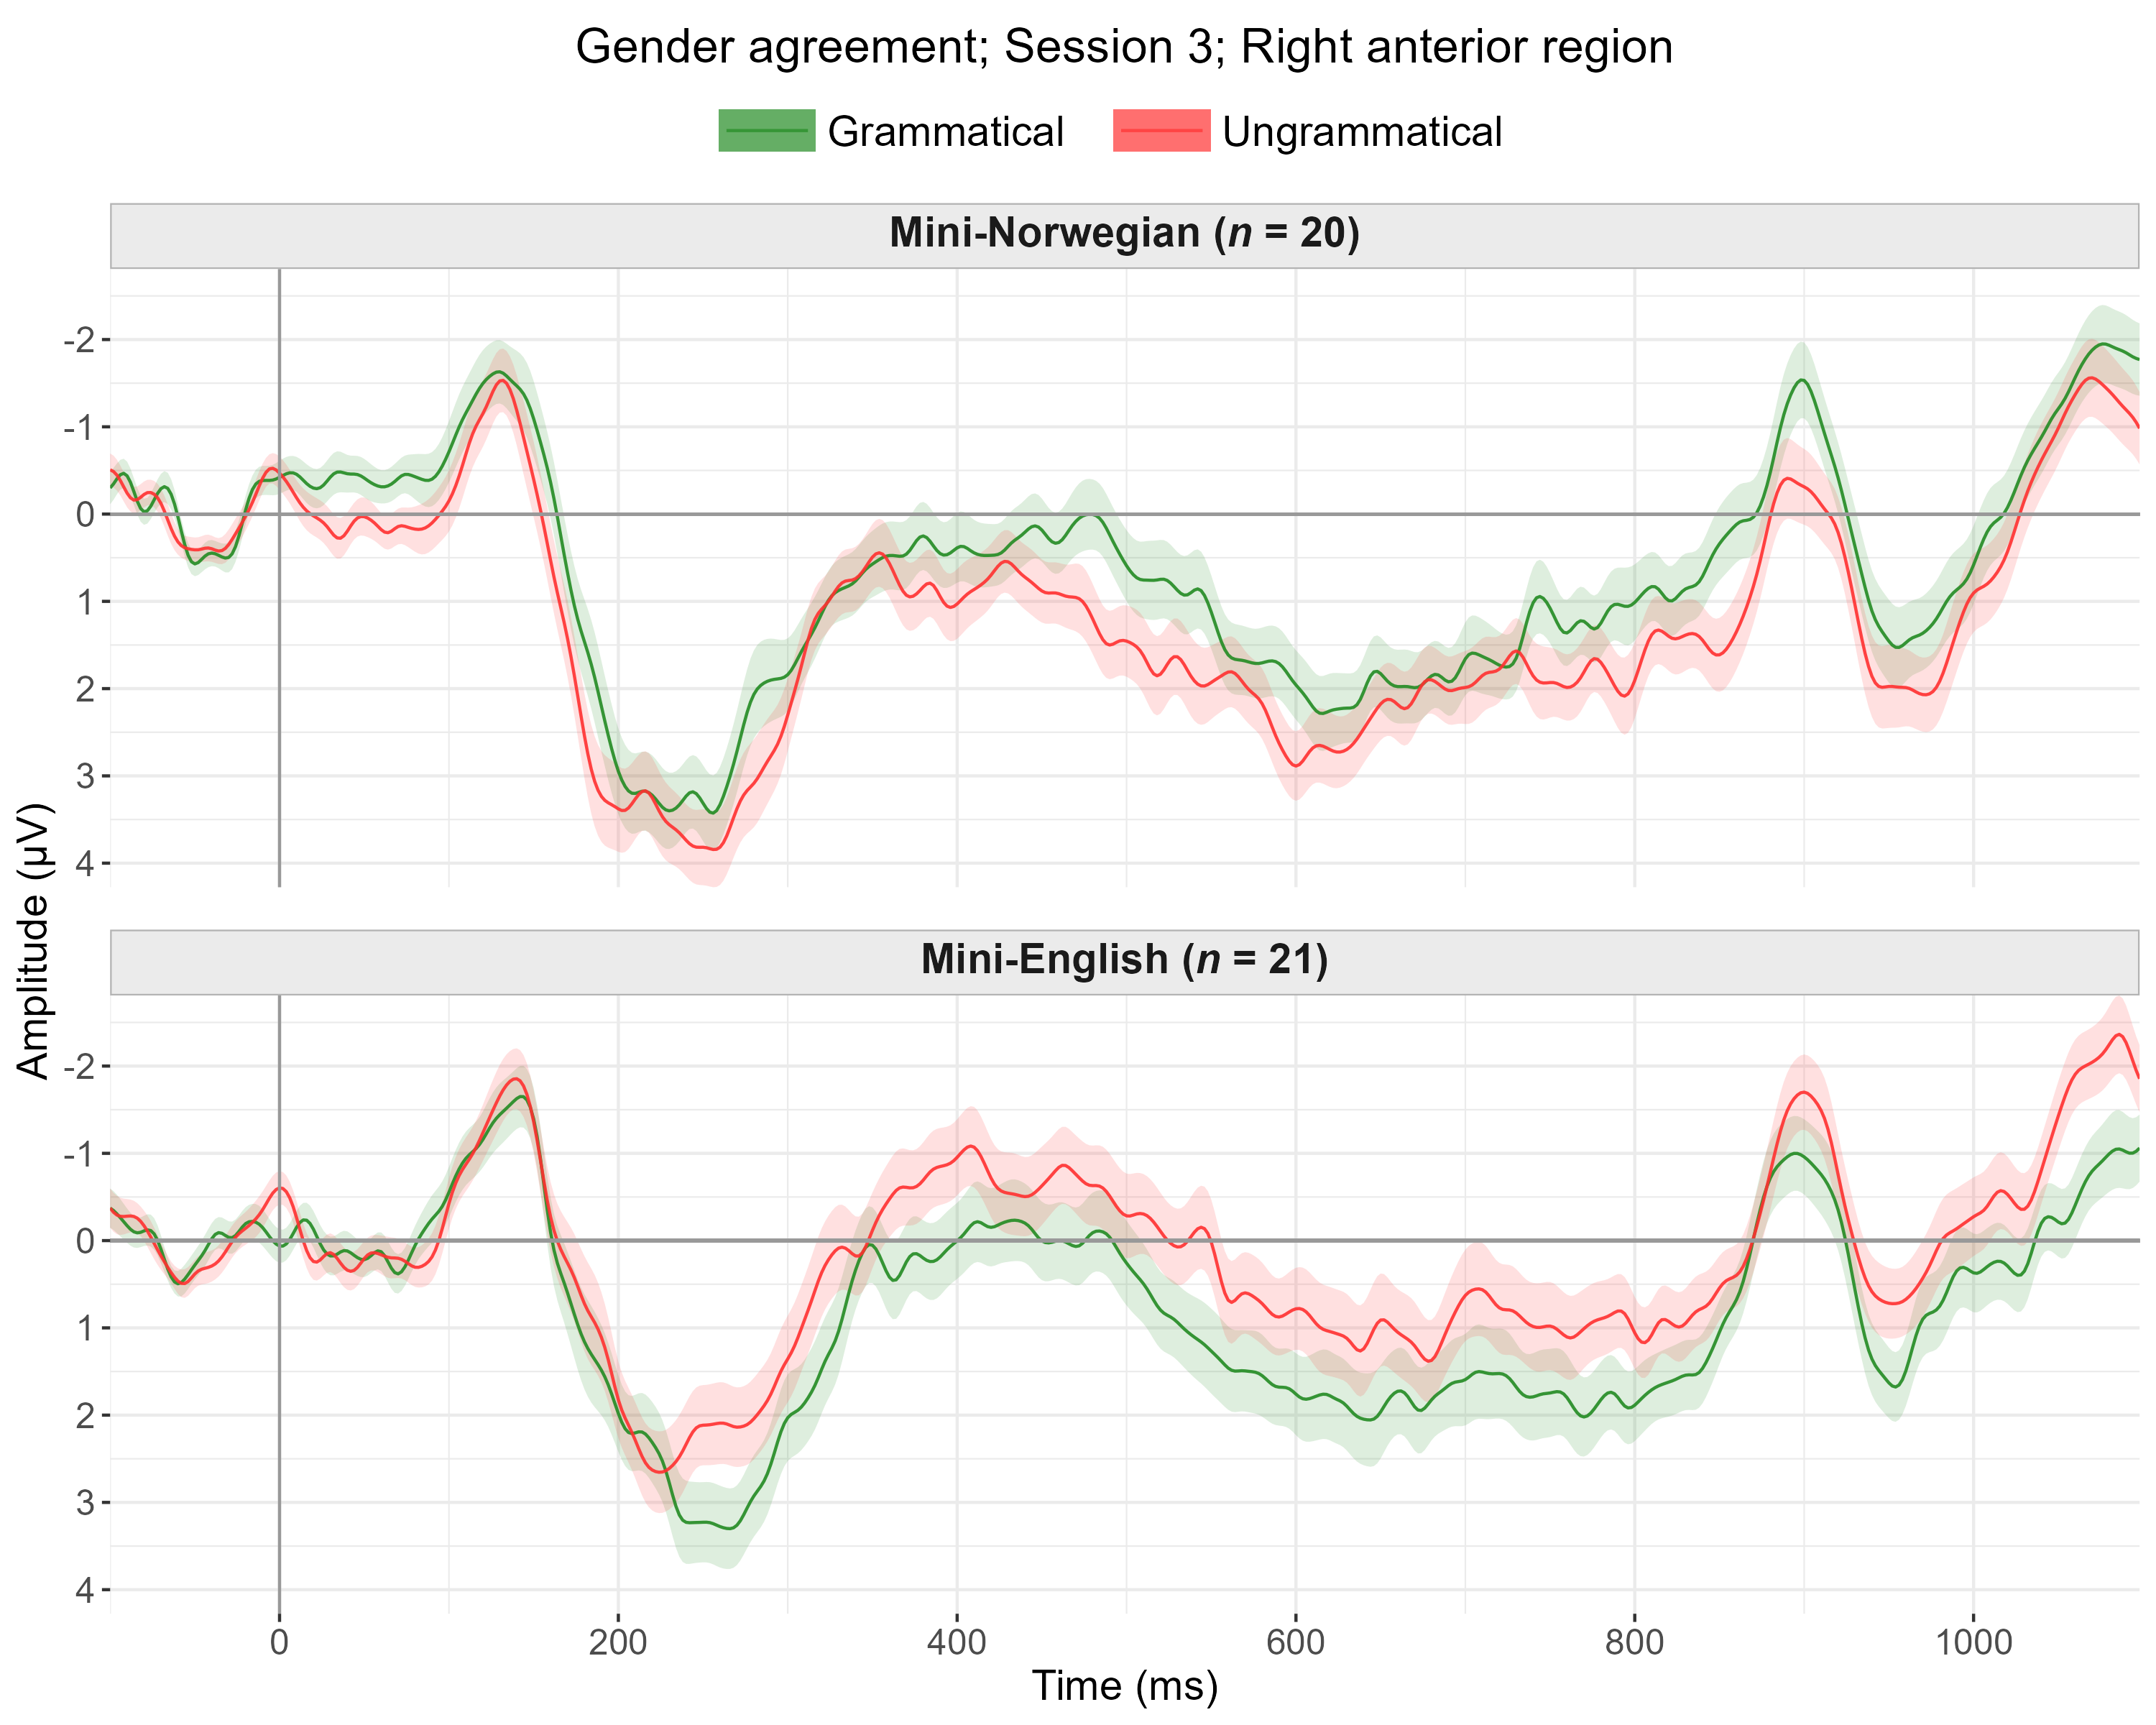 Gender agreement; Session 3; Right anterior region
Grammatical Ungrammatical
Mini-Norwegian (n = 20)
-2
-1
0
1
2
3
4
Amplitude (µV)
Mini-English (n = 21)
-2
-1
0
1
2
3
4
0 200 400 600 800 1000
Time (ms)